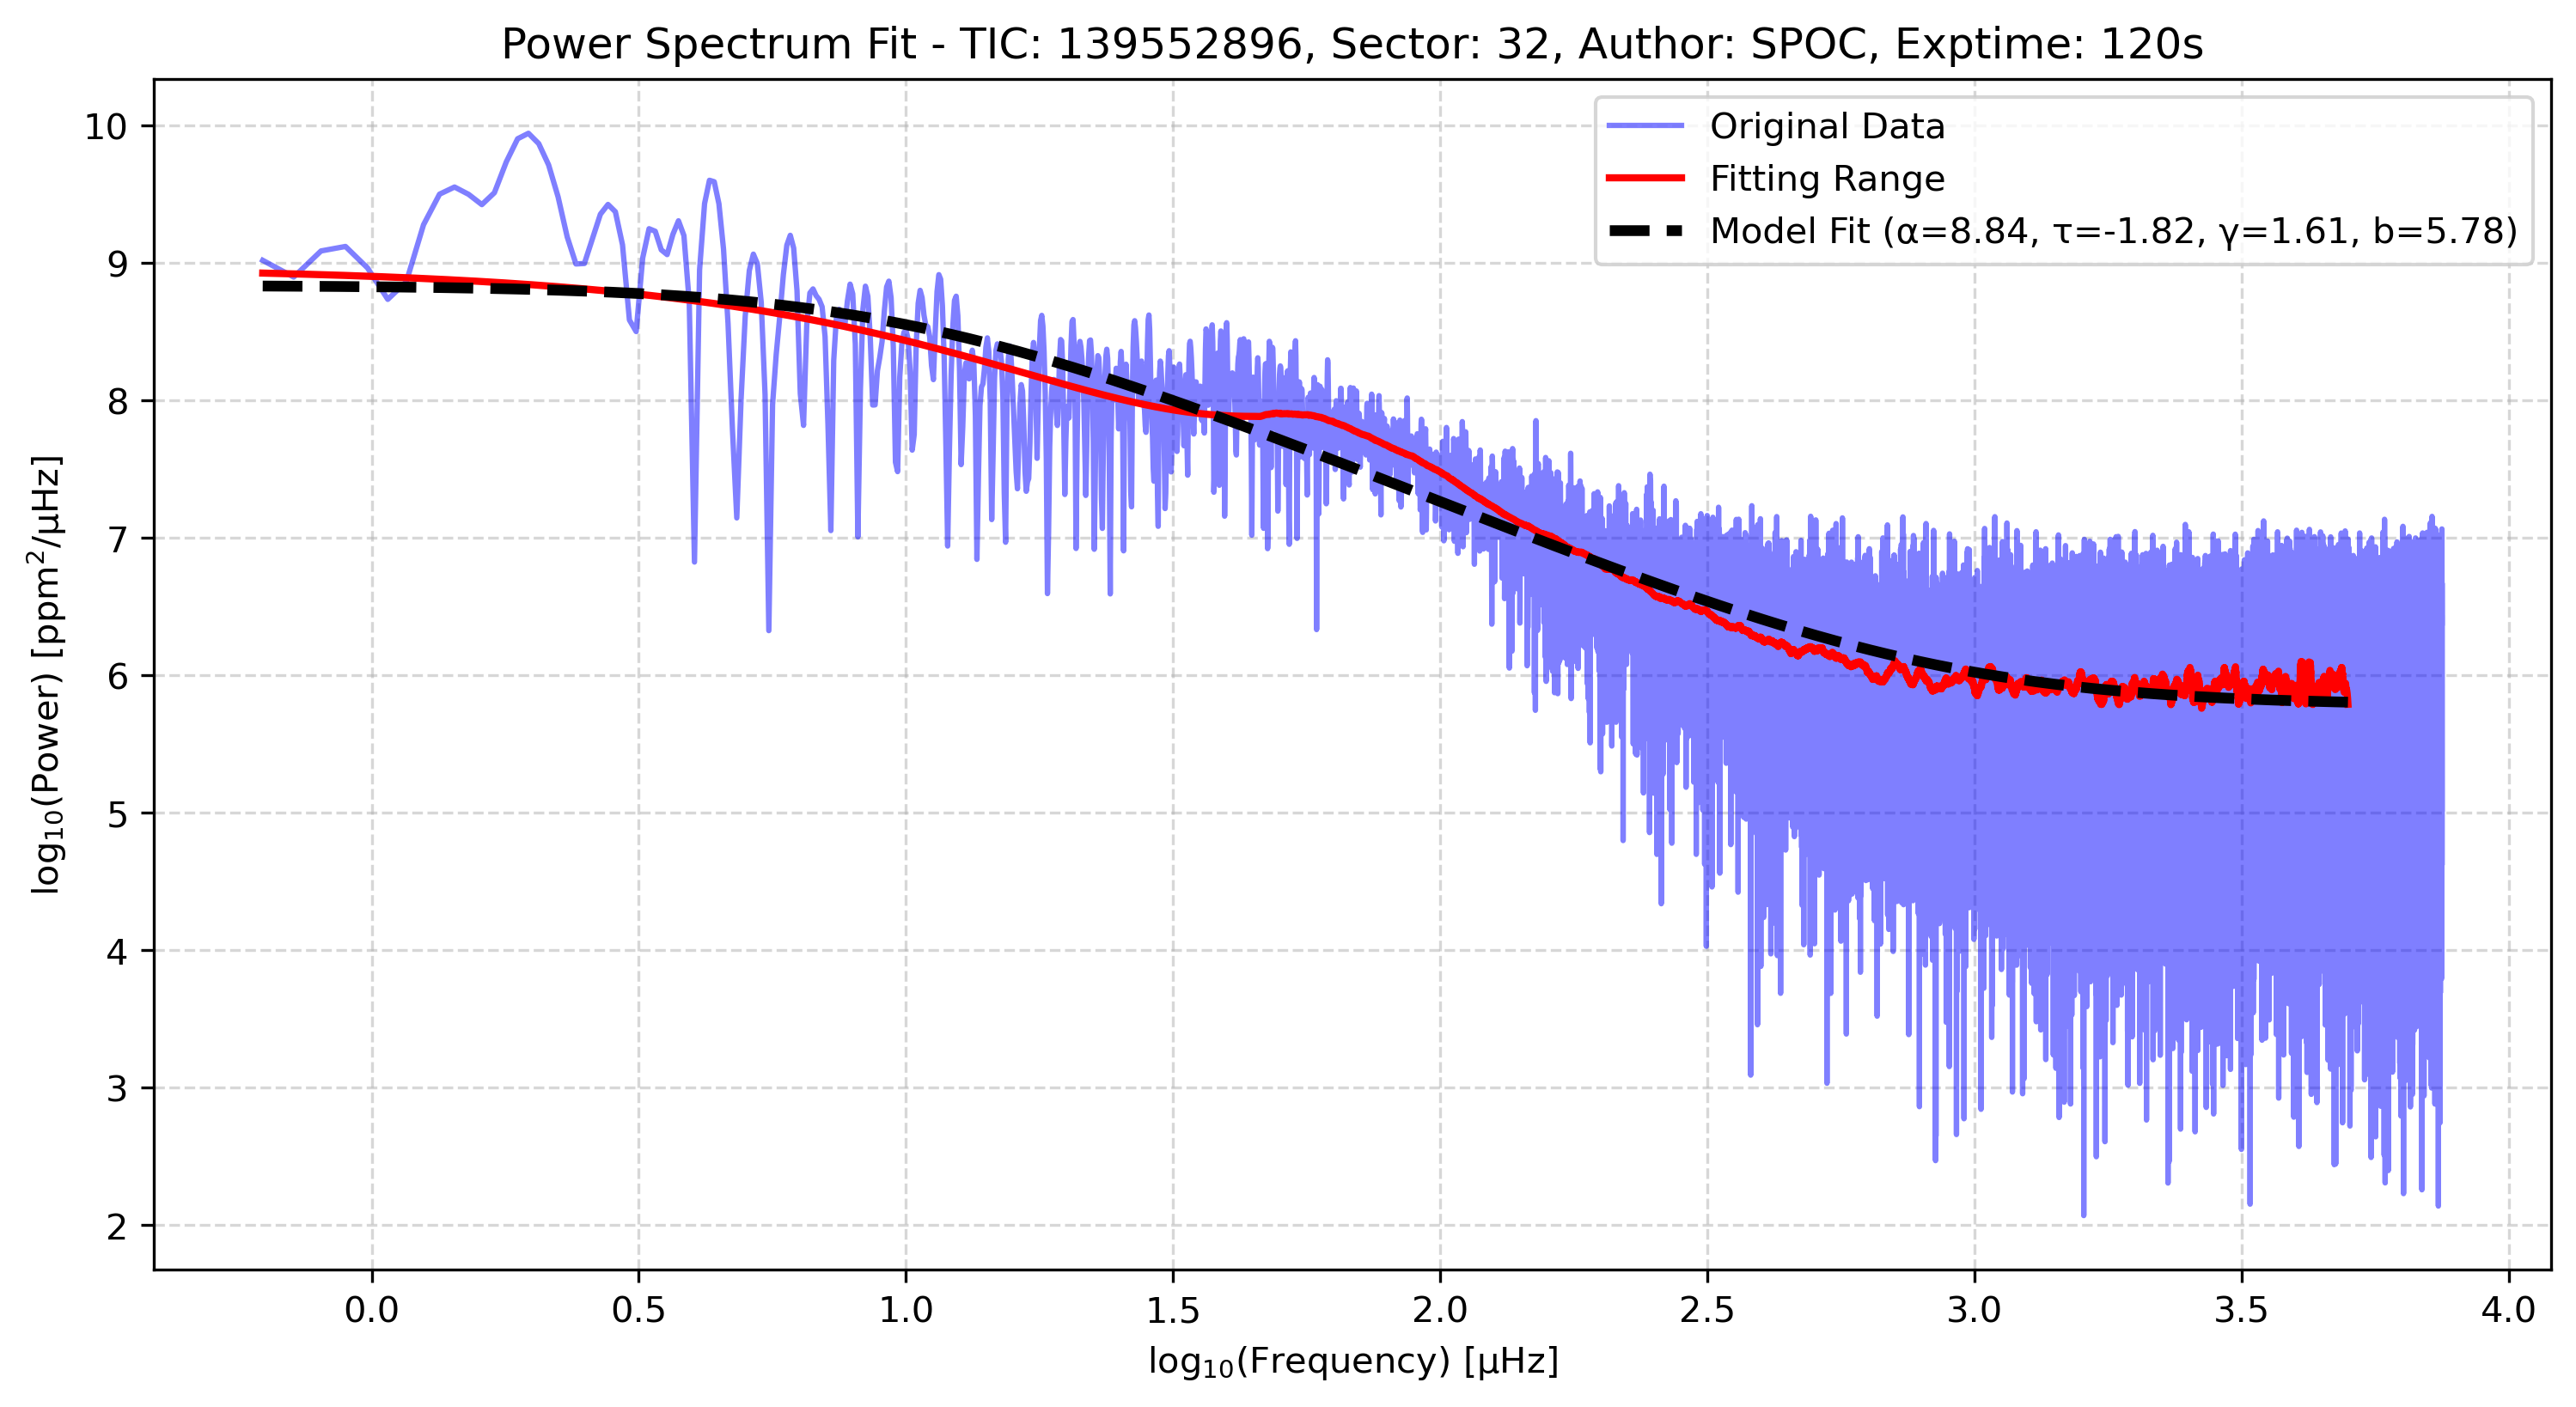 Power Spectrum Fit - TIC: 139552896, Sector: 32, Author: SPOC, Exptime: 120s
Original Data
Fitting Range
Model Fit (α=8.84, τ=-1.82, γ=1.61, b=5.78)
log₁₀(Power) [ppm²/μHz]
10
9
8
7
6
5
4
3
2
0.0 0.5 1.0 1.5 2.0 2.5 3.0 3.5 4.0
log₁₀(Frequency) [μHz]